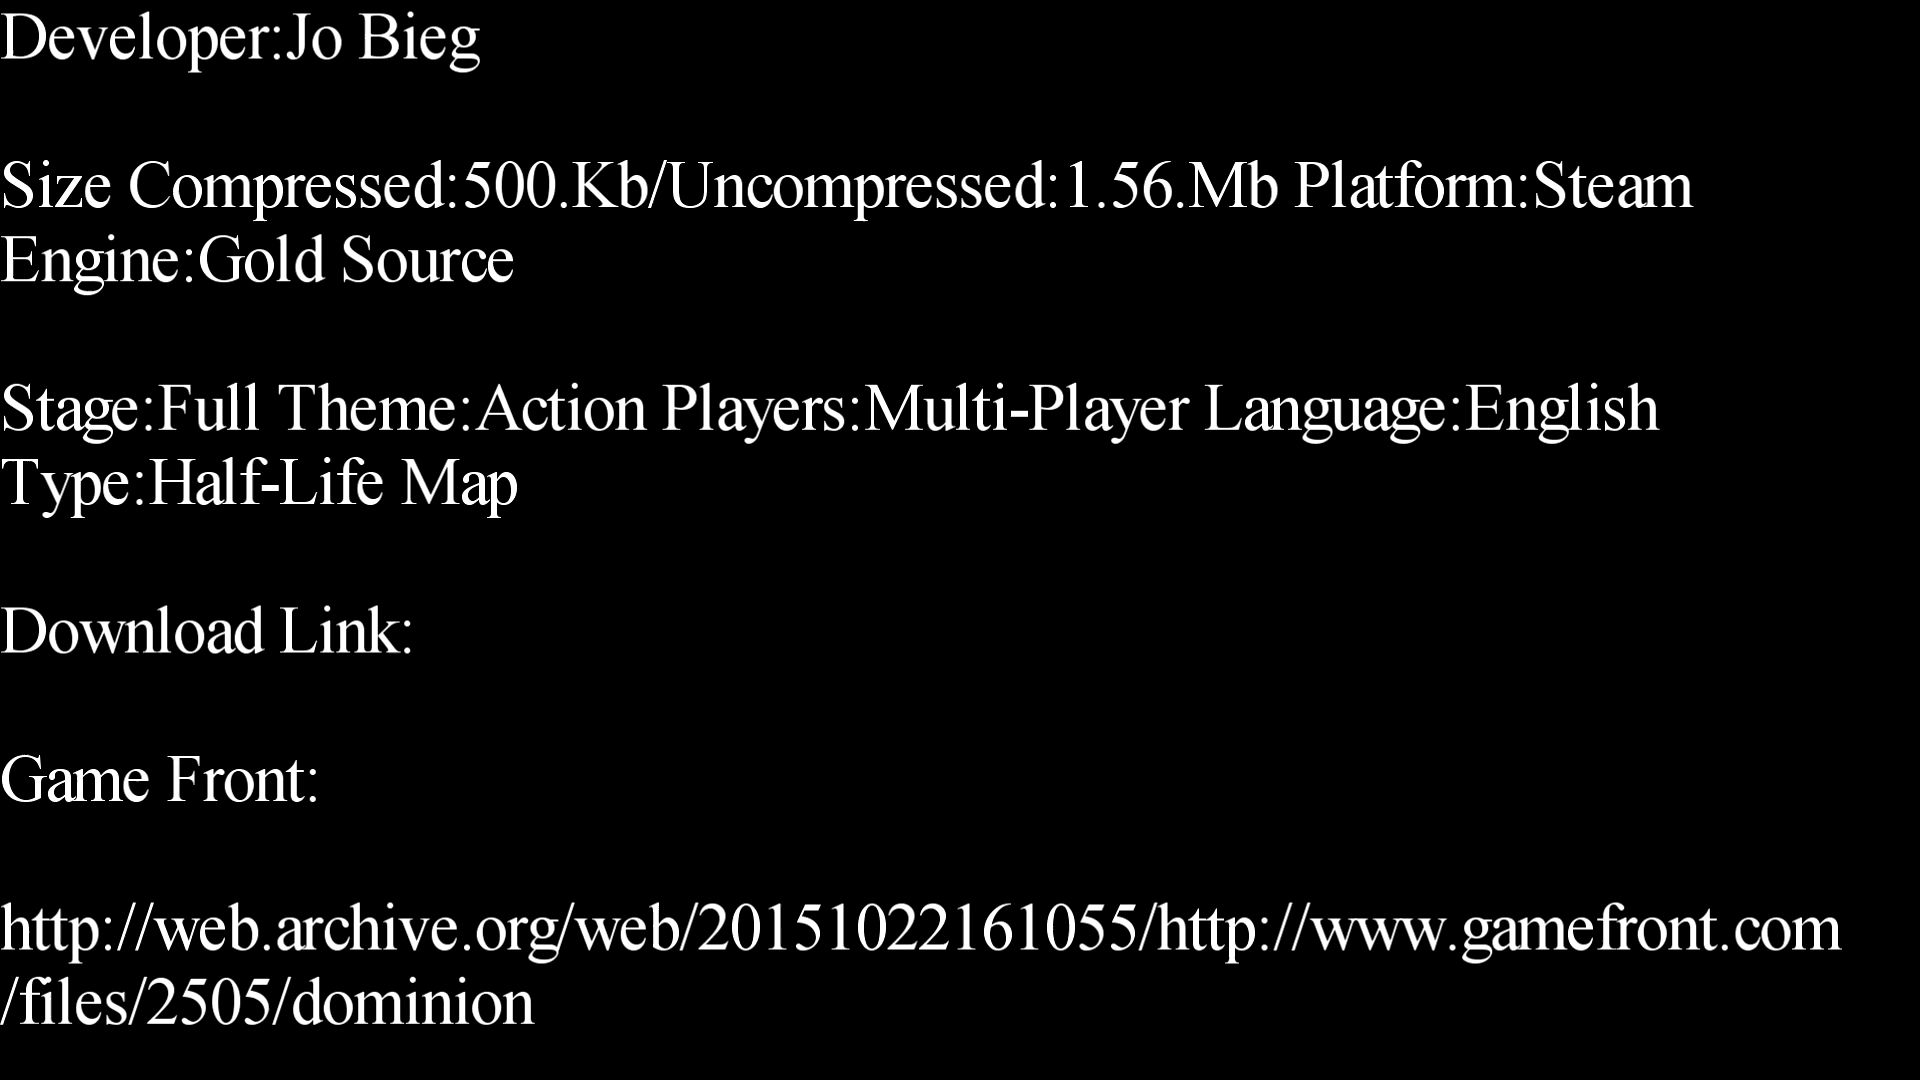 Developer:Jo Bieg
Size Compressed:500.Kb/Uncompressed:1.56.Mb Platform:Steam
Engine:Gold Source
Stage:Full Theme:Action Players:Multi-Player Language:English
Type:Half-Life Map
Download Link:
Game Front:
http://web.archive.org/web/20151022161055/http://www.gamefront.com
/files/2505/dominion